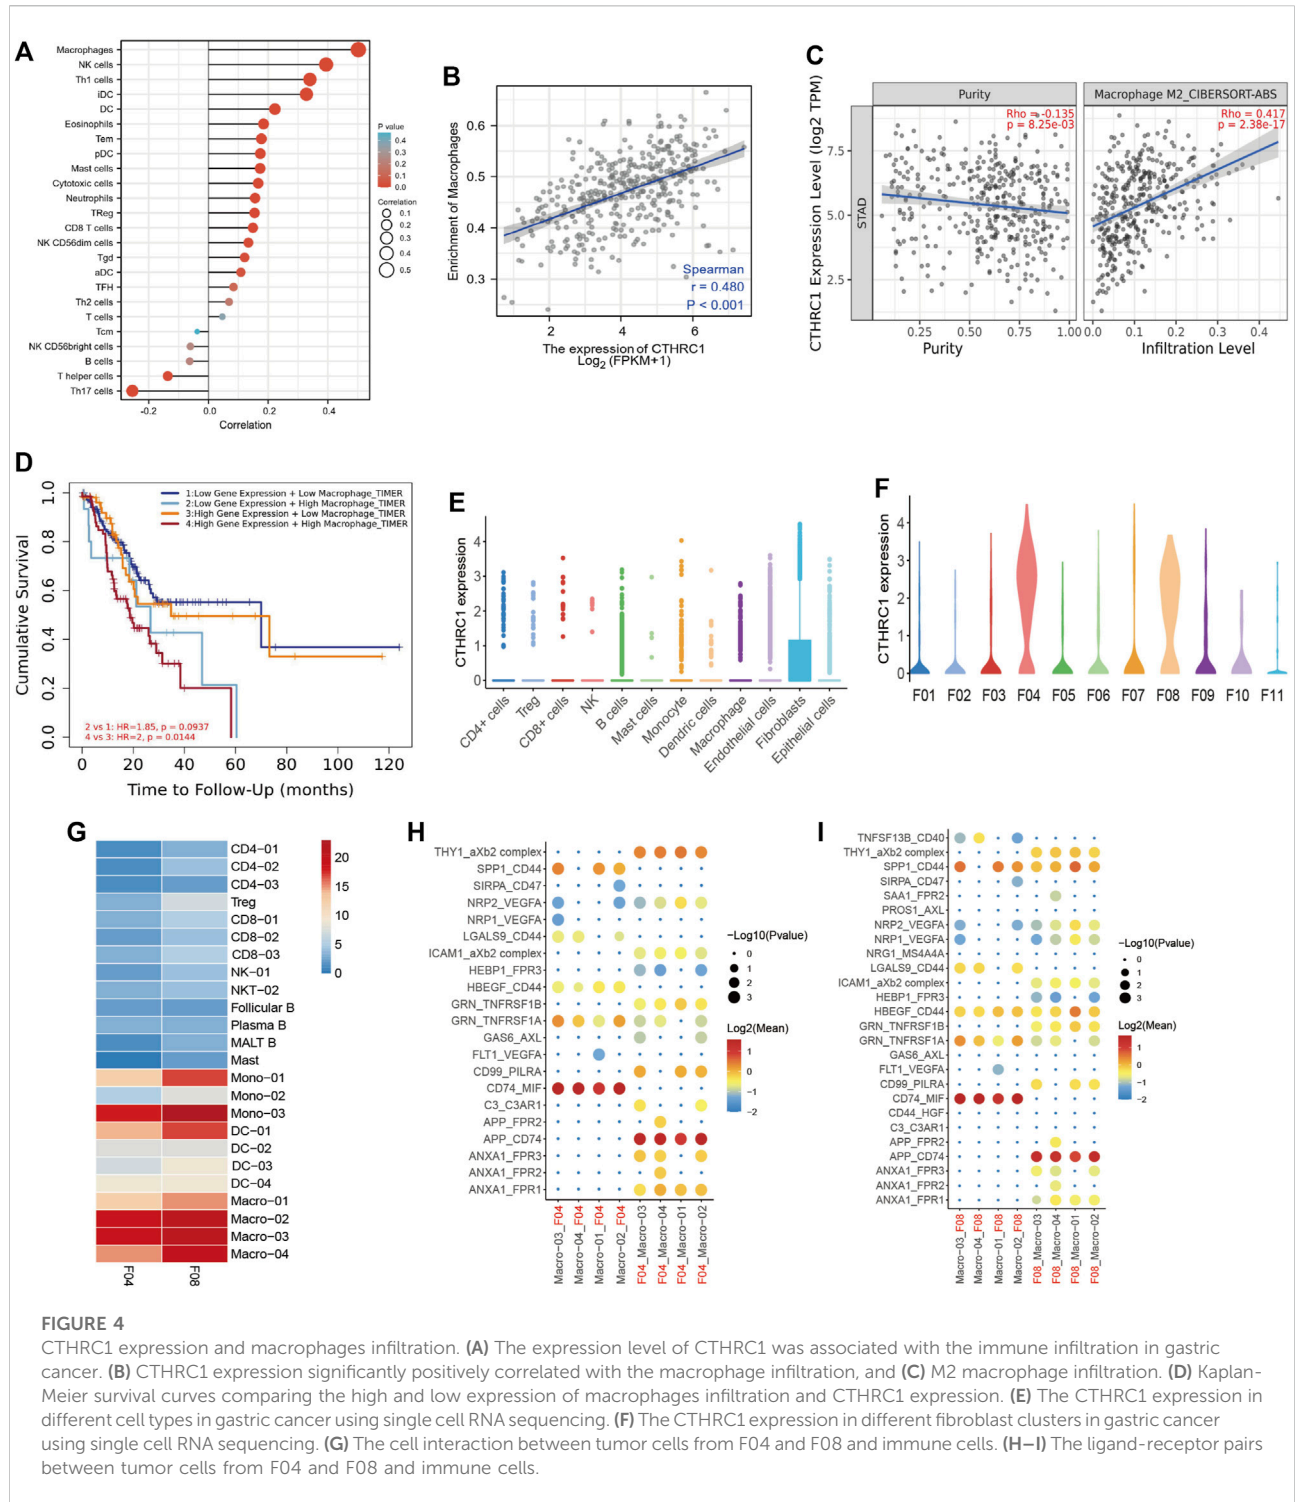 A
Macrophages
NK cells
Th1 cells
iDC
DC
Eosinophils
Tem
pDC
Mast cells
Cytotoxic cells
Neutrophils
TReg
CD8 T cells
NK CD56dim cells
Tgd
aDC
TFH
Th2 cells
T cells
Tcm
NK CD56bright cells
B cells
T helper cells
Th17 cells
-0.2 0.0 0.2 0.4
Correlation
P value
0.4
0.3
0.2
0.1
0.0
Correlation
0.1
0.2
0.3
0.4
0.5
B
Enrichment of Macrophages
0.6
0.5
0.4
0.3
Spearman
r = 0.480
P < 0.001
2 4 6
The expression of CTHRC1
Log2 (FPKM+1)
C
CTHRC1 Expression Level (log2 TPM)
STAD
Purity
Macrophage M2_CIBERSORT-ABS
Rho = -0.135
p = 8.25e-03
Rho = 0.417
p = 2.38e-17
7.5
5.0
2.5
0.25 0.50 0.75 1.00
0.0 0.1 0.2 0.3 0.4
Purity
Infiltration Level
D
Cumulative Survival
1.0
0.8
0.6
0.4
0.2
0.0
1:Low Gene Expression + Low Macrophage_TIMER
2:Low Gene Expression + High Macrophage_TIMER
3:High Gene Expression + Low Macrophage_TIMER
4:High Gene Expression + High Macrophage_TIMER
2 vs 1: HR=1.85, p = 0.0937
4 vs 3: HR=2, p = 0.0144
0 20 40 60 80 100 120
Time to Follow-Up (months)
E
CTHRC1 expression
4
3
2
1
0
CD4+ cells
Treg
CD8+ cells
NK
B cells
Mast cells
Monocyte
Dendric cells
Macrophage
Endothelial cells
Fibroblasts
Epithelial cells
F
CTHRC1 expression
4
3
2
1
0
F01 F02 F03 F04 F05 F06 F07 F08 F09 F10 F11
G
CD4−01
CD4−02
CD4−03
Treg
CD8−01
CD8−02
CD8−03
NK−01
NKT−02
Follicular B
Plasma B
MALT B
Mast
Mono−01
Mono−02
Mono−03
DC−01
DC−02
DC−03
DC−04
Macro−01
Macro−02
Macro−03
Macro−04
F04
F08
20
15
10
5
0
H
THY1_aXb2 complex
SPP1_CD44
SIRPA_CD47
NRP2_VEGFA
NRP1_VEGFA
LGALS9_CD44
ICAM1_aXb2 complex
HEBP1_FPR3
HBEGF_CD44
GRN_TNFRSF1B
GRN_TNFRSF1A
GAS6_AXL
FLT1_VEGFA
CD99_PILRA
CD74_MIF
C3_C3AR1
APP_FPR2
APP_CD74
ANXA1_FPR3
ANXA1_FPR2
ANXA1_FPR1
Macro−03_F04
Macro−04_F04
Macro−01_F04
Macro−02_F04
F04_Macro−03
F04_Macro−04
F04_Macro−01
F04_Macro−02
−Log10(Pvalue)
0
1
2
3
Log2(Mean)
1
0
−1
−2
I
TNFSF13B_CD40
THY1_aXb2 complex
SPP1_CD44
SIRPA_CD47
SAA1_FPR2
PROS1_AXL
NRP2_VEGFA
NRP1_VEGFA
NRG1_MS4A4A
LGALS9_CD44
ICAM1_aXb2 complex
HEBP1_FPR3
HBEGF_CD44
GRN_TNFRSF1B
GRN_TNFRSF1A
GAS6_AXL
FLT1_VEGFA
CD99_PILRA
CD74_MIF
CD44_HGF
C3_C3AR1
APP_FPR2
APP_CD74
ANXA1_FPR3
ANXA1_FPR2
ANXA1_FPR1
Macro−03_F08
Macro−04_F08
Macro−01_F08
Macro−02_F08
F08_Macro−03
F08_Macro−04
F08_Macro−01
F08_Macro−02
−Log10(Pvalue)
0
1
2
3
Log2(Mean)
1
0
−1
−2
FIGURE 4
CTHRC1 expression and macrophages infiltration. (A) The expression level of CTHRC1 was associated with the immune infiltration in gastric
cancer. (B) CTHRC1 expression significantly positively correlated with the macrophage infiltration, and (C) M2 macrophage infiltration. (D) Kaplan-
Meier survival curves comparing the high and low expression of macrophages infiltration and CTHRC1 expression. (E) The CTHRC1 expression in
different cell types in gastric cancer using single cell RNA sequencing. (F) The CTHRC1 expression in different fibroblast clusters in gastric cancer
using single cell RNA sequencing. (G) The cell interaction between tumor cells from F04 and F08 and immune cells. (H–I) The ligand-receptor pairs
between tumor cells from F04 and F08 and immune cells.